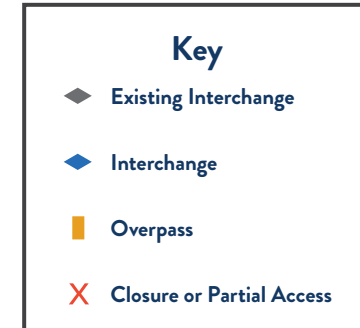 Key
Existing Interchange
Interchange
Overpass
X Closure or Partial Access